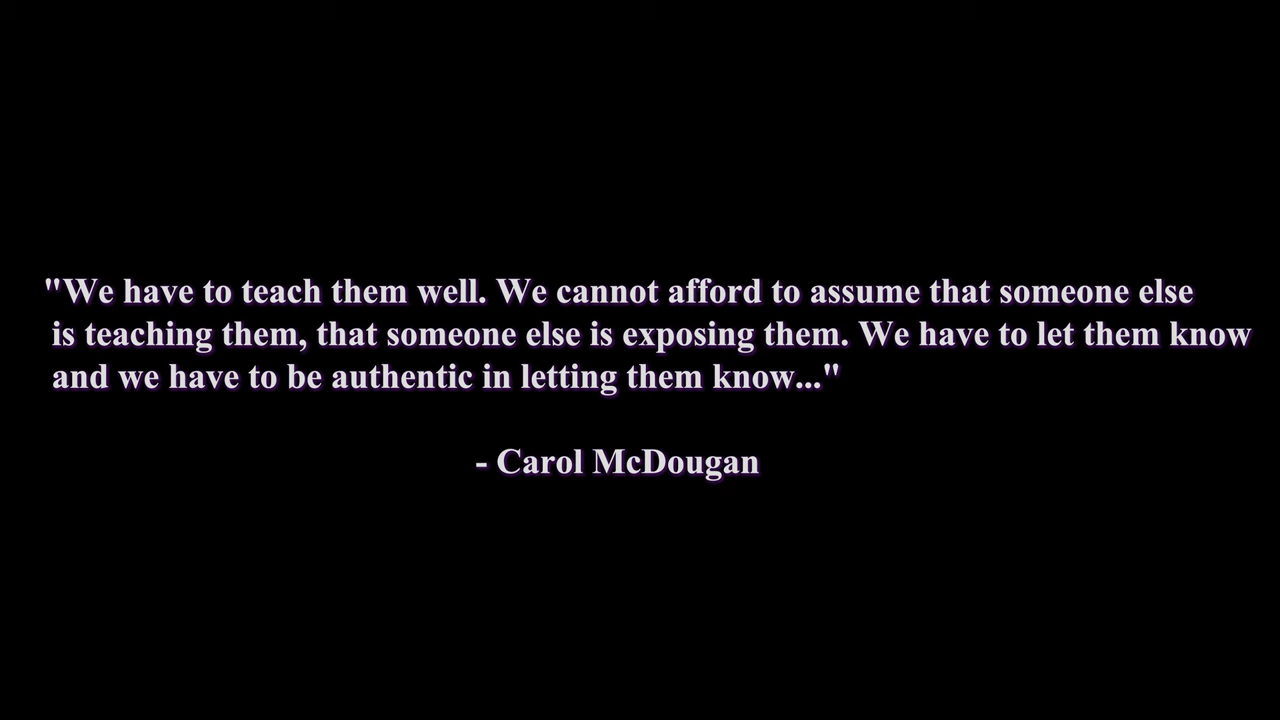 "We have to teach them well. We cannot afford to assume that someone else
is teaching them, that someone else is exposing them. We have to let them know
and we have to be authentic in letting them know..."
- Carol McDougan